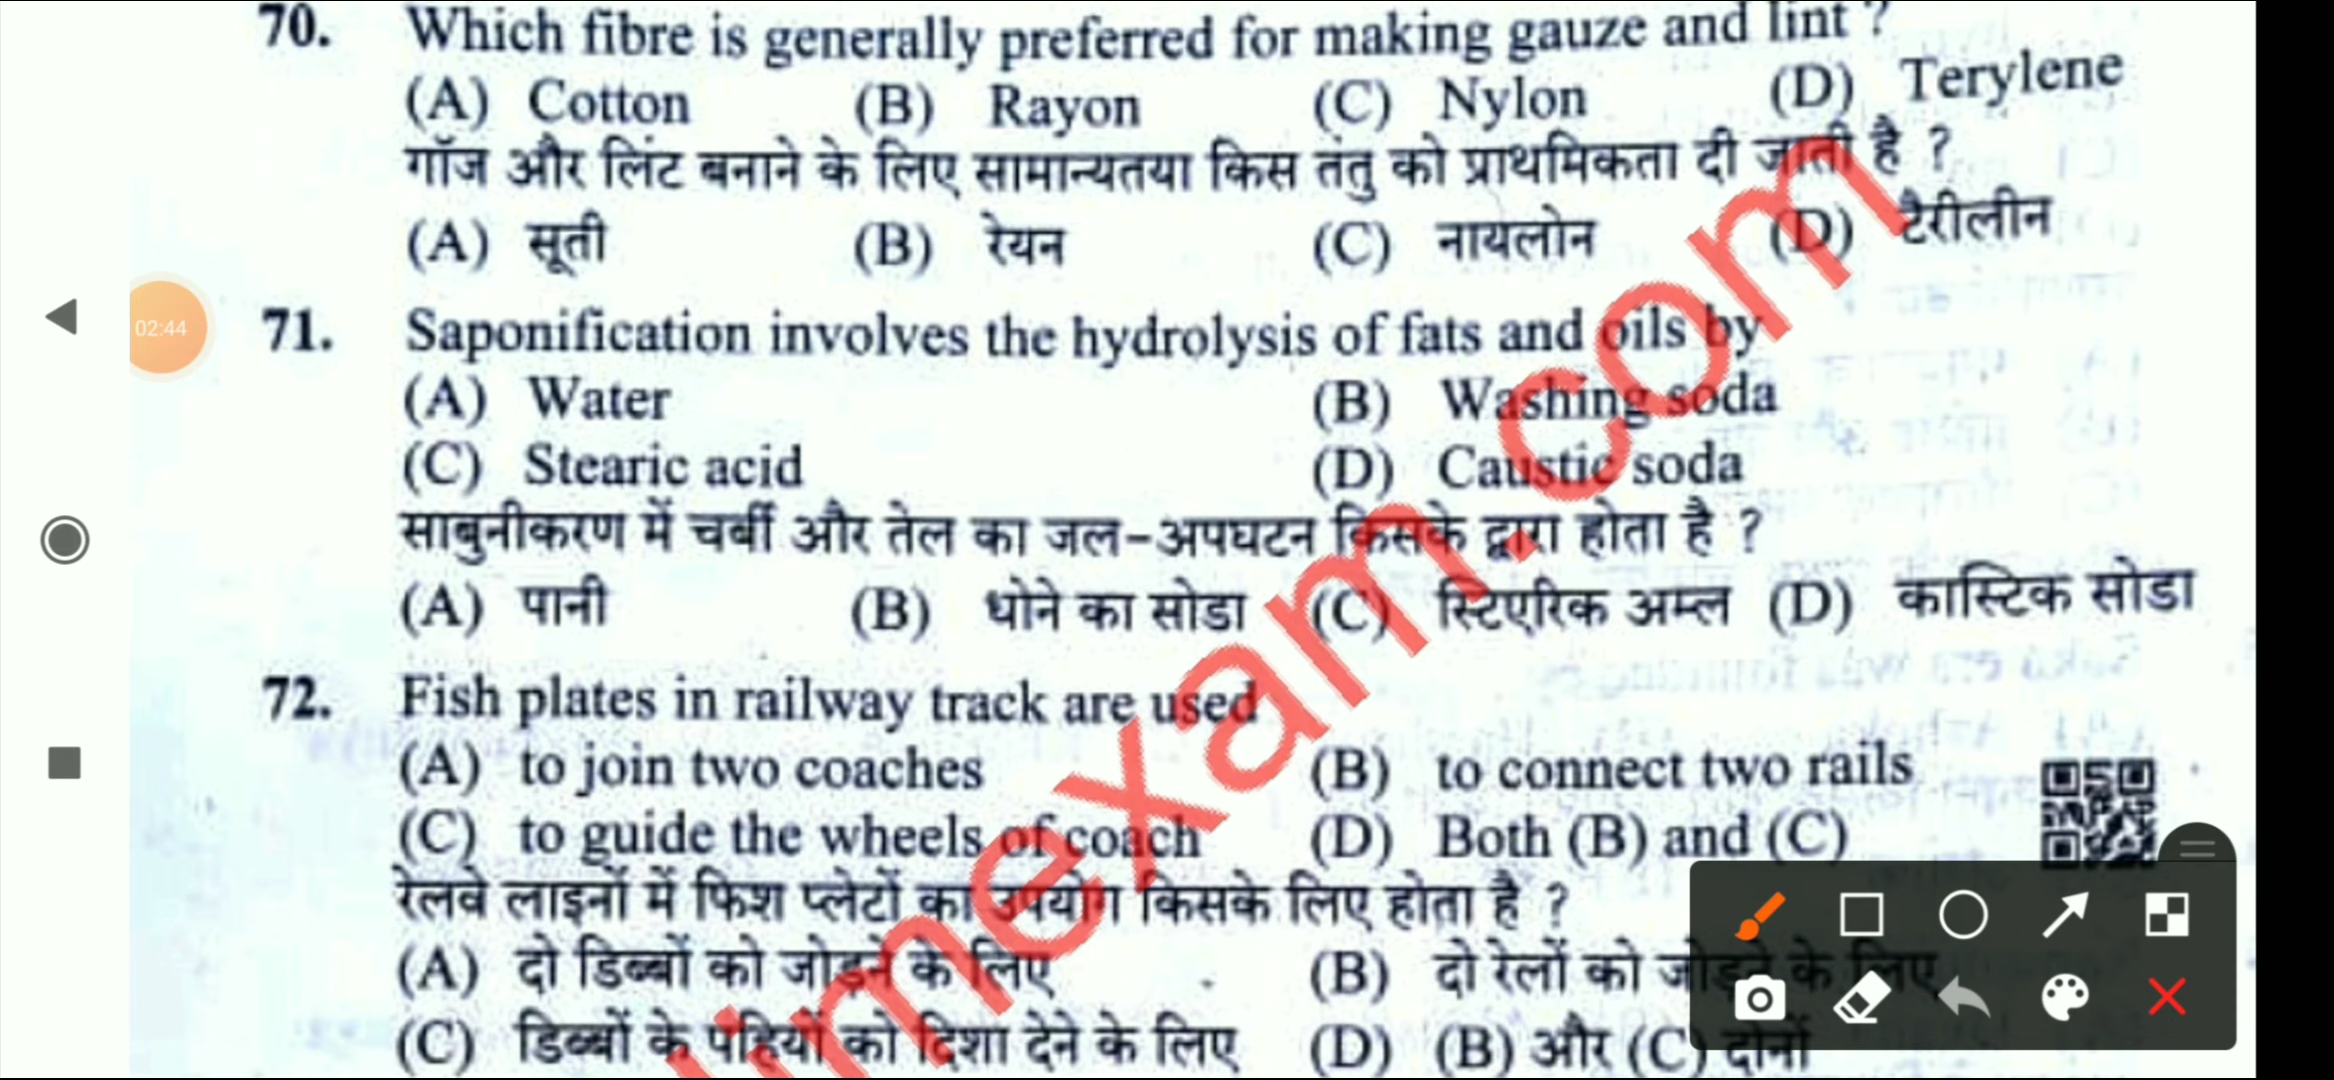 70. Which fibre is generally preferred for making gauze and lint ?
(A) Cotton (B) Rayon (C) Nylon (D) Terylene
गॉज और लिंट बनाने के लिए सामान्यतया किस तंतु को प्राथमिकता दी जाती है ?
(A) सूती (B) रेयन (C) नायलोन (D) टैरीलीन
02:44
71. Saponification involves the hydrolysis of fats and oils by
(A) Water (B) Washing soda
(C) Stearic acid (D) Caustic soda
साबुनीकरण में चर्बी और तेल का जल-अपघटन किसके द्वारा होता है ?
(A) पानी (B) धोने का सोडा (C) स्टिएरिक अम्ल (D) कास्टिक सोडा
72. Fish plates in railway track are used
(A) to join two coaches (B) to connect two rails
(C) to guide the wheels of coach (D) Both (B) and (C)
रेलवे लाइनों में फिश प्लेटों का उपयोग किसके लिए होता है ?
(A) दो डिब्बों को जोड़ने के लिए (B) दो रेलों को जोड़ने के लिए
(C) डिब्बों के पहियों को दिशा देने के लिए (D) (B) और (C) दोनों
imexam.com